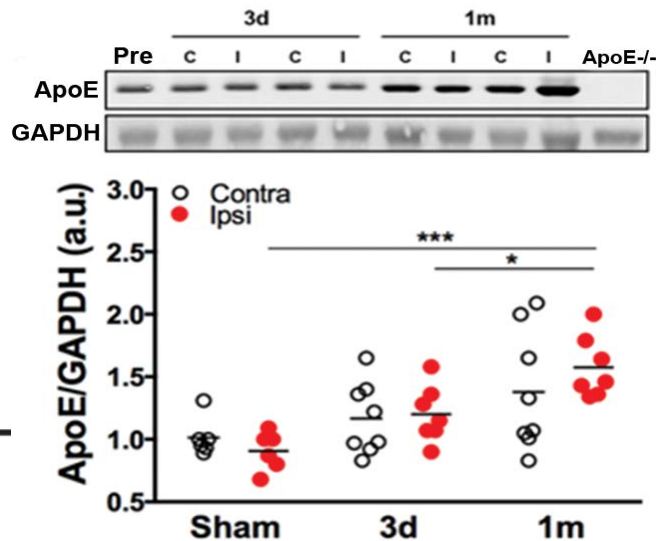 3d 1m
Pre C I C I C I C I ApoE-/-
ApoE
GAPDH
ApoE/GAPDH (a.u.)
3.0
2.5
2.0
1.5
1.0
0.5
Contra
Ipsi
***
*
Sham 3d 1m